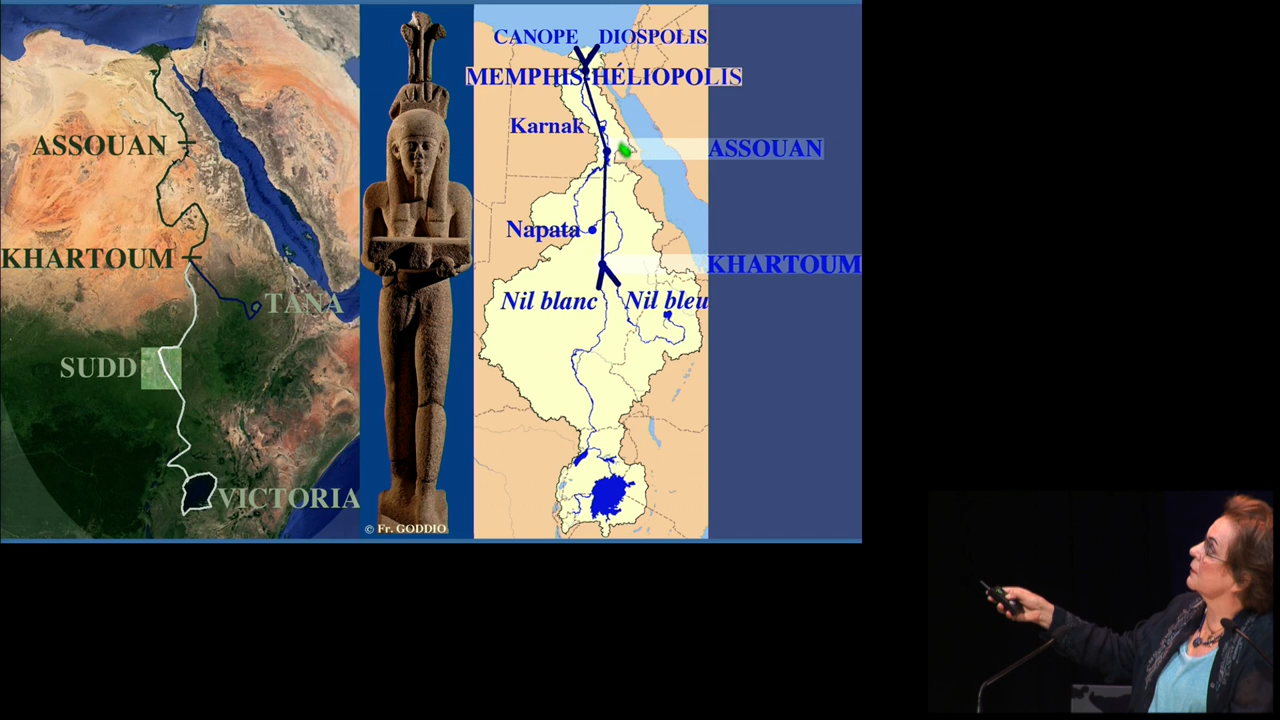 ASSOUAN
KHARTOUM
TANA
SUDD
VICTORIA
© Fr. GODDIO
CANOPE DIOSPOLIS
MEMPHIS-HÉLIOPOLIS
Karnak
ASSOUAN
Napata
KHARTOUM
Nil blanc Nil bleu